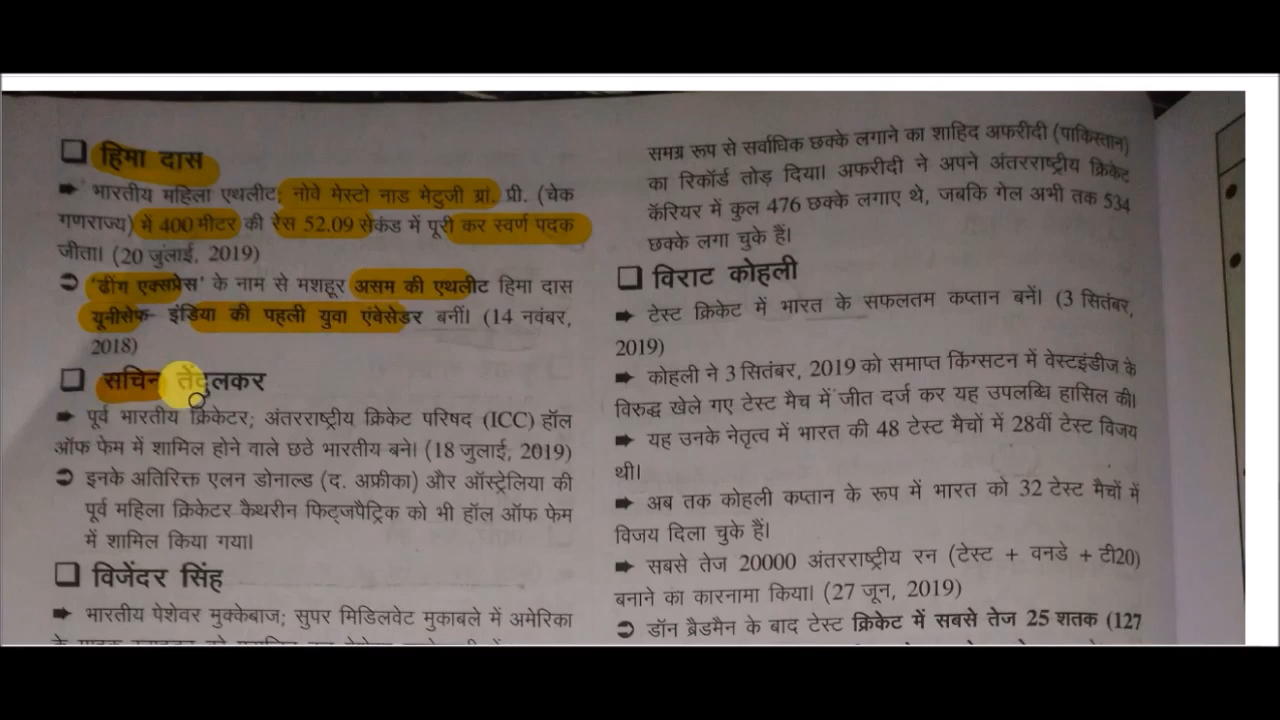 ❑ हिमा दास
➡ भारतीय महिला एथलीट; नोवे मेस्टो नाड मेटुजी ग्रां. प्री. (चेक
गणराज्य) में 400 मीटर की रेस 52.09 सेकंड में पूरी कर स्वर्ण पदक
जीता। (20 जुलाई, 2019)
➲ 'ढींग एक्सप्रेस' के नाम से मशहूर असम की एथलीट हिमा दास
यूनीसेफ- इंडिया की पहली युवा एंबेसेडर बनीं। (14 नवंबर,
2018)
❑ सचिन तेंदुलकर
➡ पूर्व भारतीय क्रिकेटर; अंतरराष्ट्रीय क्रिकेट परिषद (ICC) हॉल
ऑफ फेम में शामिल होने वाले छठे भारतीय बने। (18 जुलाई, 2019)
➲ इनके अतिरिक्त एलन डोनाल्ड (द. अफ्रीका) और ऑस्ट्रेलिया की
पूर्व महिला क्रिकेटर कैथरीन फिट्जपैट्रिक को भी हॉल ऑफ फेम
में शामिल किया गया।
❑ विजेंदर सिंह
➡ भारतीय पेशेवर मुक्केबाज; सुपर मिडिलवेट मुकाबले में अमेरिका
समग्र रूप से सर्वाधिक छक्के लगाने का शाहिद अफरीदी (पाकिस्तान)
का रिकॉर्ड तोड़ दिया। अफरीदी ने अपने अंतरराष्ट्रीय क्रिकेट
कॅरियर में कुल 476 छक्के लगाए थे, जबकि गेल अभी तक 534
छक्के लगा चुके हैं।
❑ विराट कोहली
➡ टेस्ट क्रिकेट में भारत के सफलतम कप्तान बनें। (3 सितंबर,
2019)
➡ कोहली ने 3 सितंबर, 2019 को समाप्त किंग्सटन में वेस्टइंडीज के
विरुद्ध खेले गए टेस्ट मैच में जीत दर्ज कर यह उपलब्धि हासिल की।
➡ यह उनके नेतृत्व में भारत की 48 टेस्ट मैचों में 28वीं टेस्ट विजय
थी।
➡ अब तक कोहली कप्तान के रूप में भारत को 32 टेस्ट मैचों में
विजय दिला चुके हैं।
➡ सबसे तेज 20000 अंतरराष्ट्रीय रन (टेस्ट + वनडे + टी20)
बनाने का कारनामा किया। (27 जून, 2019)
➲ डॉन ब्रैडमैन के बाद टेस्ट क्रिकेट में सबसे तेज 25 शतक (127